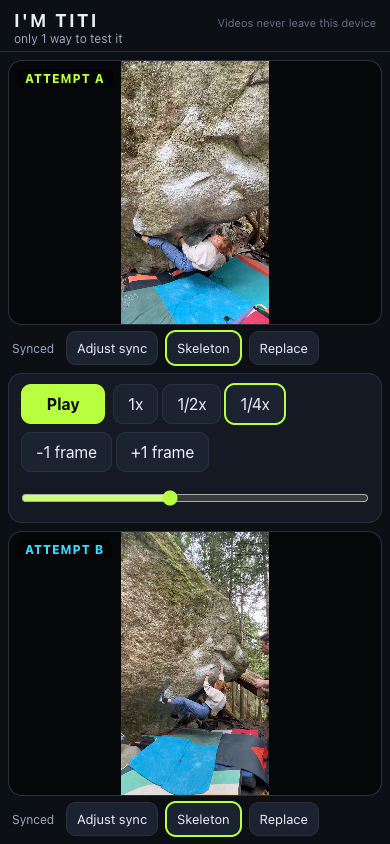 I'M TITI
only 1 way to test it
Videos never leave this device
ATTEMPT A
Synced
Adjust sync
Skeleton
Replace
Play
1x
1/2x
1/4x
-1 frame
+1 frame
ATTEMPT B
Synced
Adjust sync
Skeleton
Replace